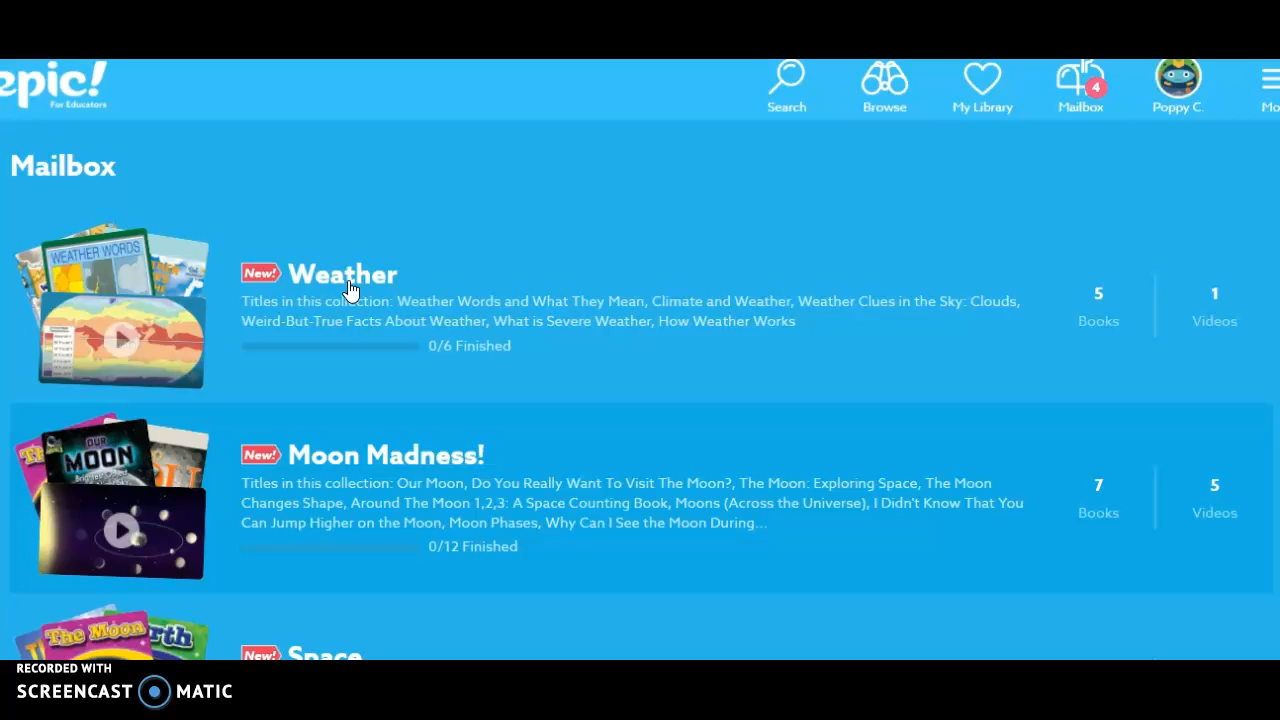 epic!
For Educators
Search
Browse
My Library
4
Mailbox
Poppy C.
Mo
Mailbox
WEATHER WORDS
New! Weather
Titles in this collection: Weather Words and What They Mean, Climate and Weather, Weather Clues in the Sky: Clouds,
Weird-But-True Facts About Weather, What is Severe Weather, How Weather Works
0/6 Finished
5
Books
1
Videos
OUR
MOON
New! Moon Madness!
Titles in this collection: Our Moon, Do You Really Want To Visit The Moon?, The Moon: Exploring Space, The Moon
Changes Shape, Around The Moon 1,2,3: A Space Counting Book, Moons (Across the Universe), I Didn't Know That You
Can Jump Higher on the Moon, Moon Phases, Why Can I See the Moon During...
0/12 Finished
7
Books
5
Videos
The Moon
New! Space
RECORDED WITH
SCREENCAST MATIC